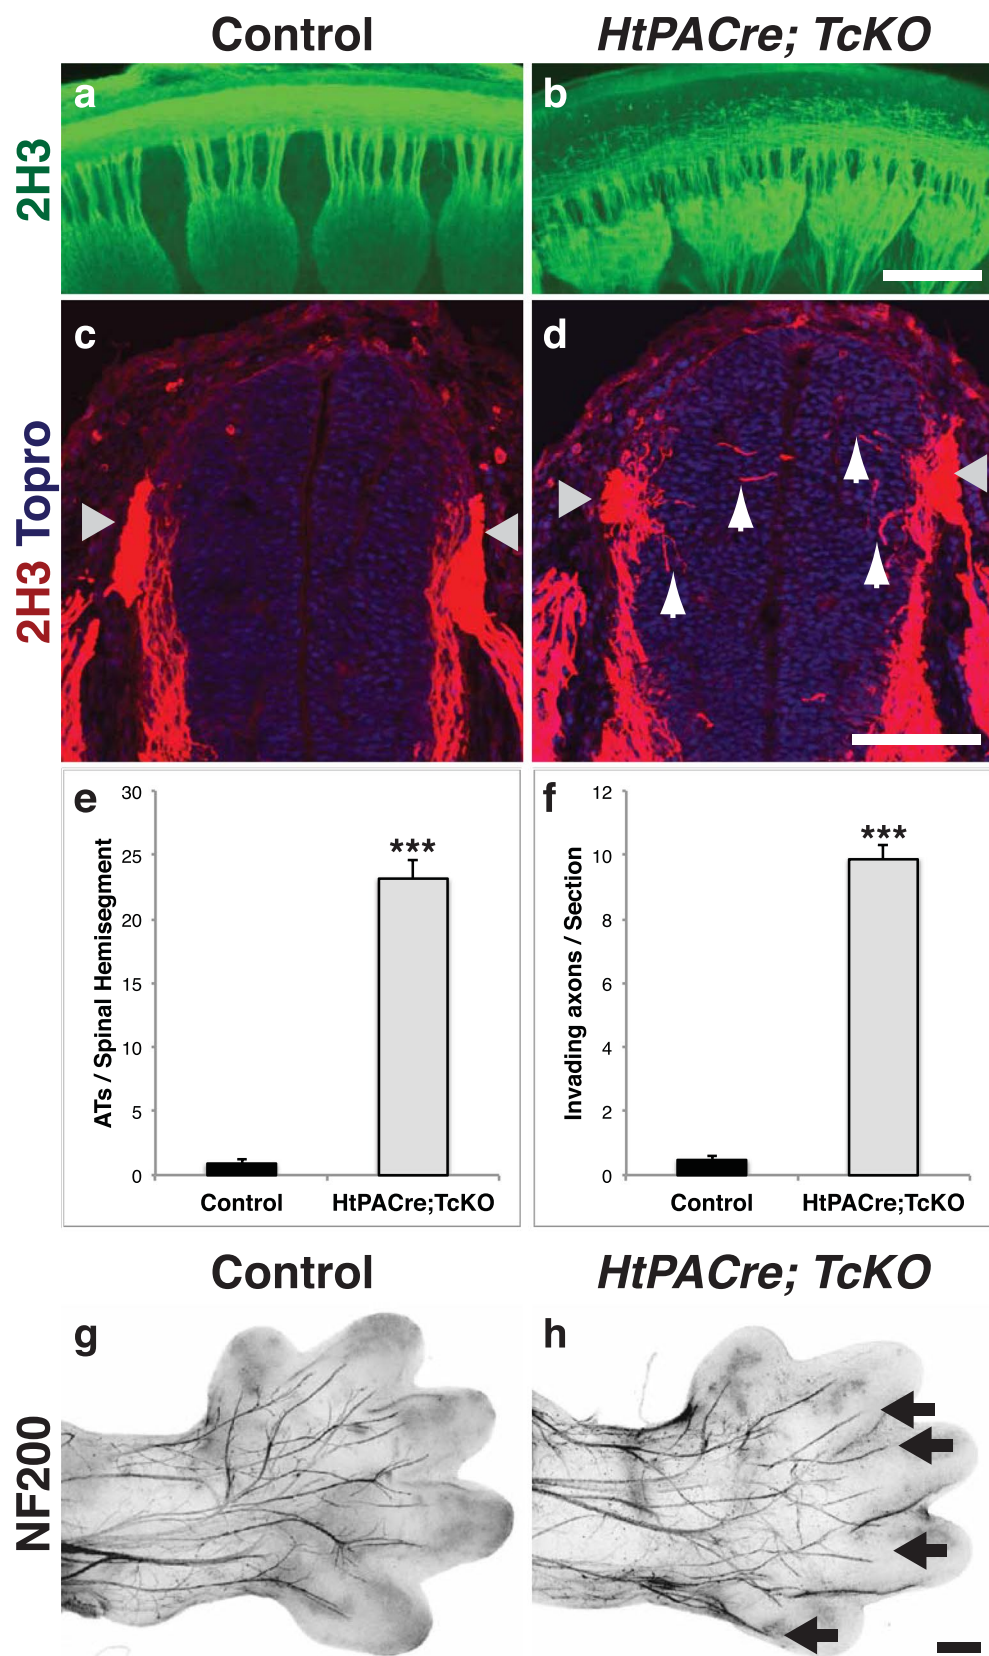 Control
HtPACre; TcKO
2H3
a
b
2H3 Topro
c
d
e
30
25
20
15
10
5
0
ATs / Spinal Hemisegment
***
Control
HtPACre;TcKO
f
12
10
8
6
4
2
0
Invading axons / Section
***
Control
HtPACre;TcKO
Control
HtPACre; TcKO
NF200
g
h